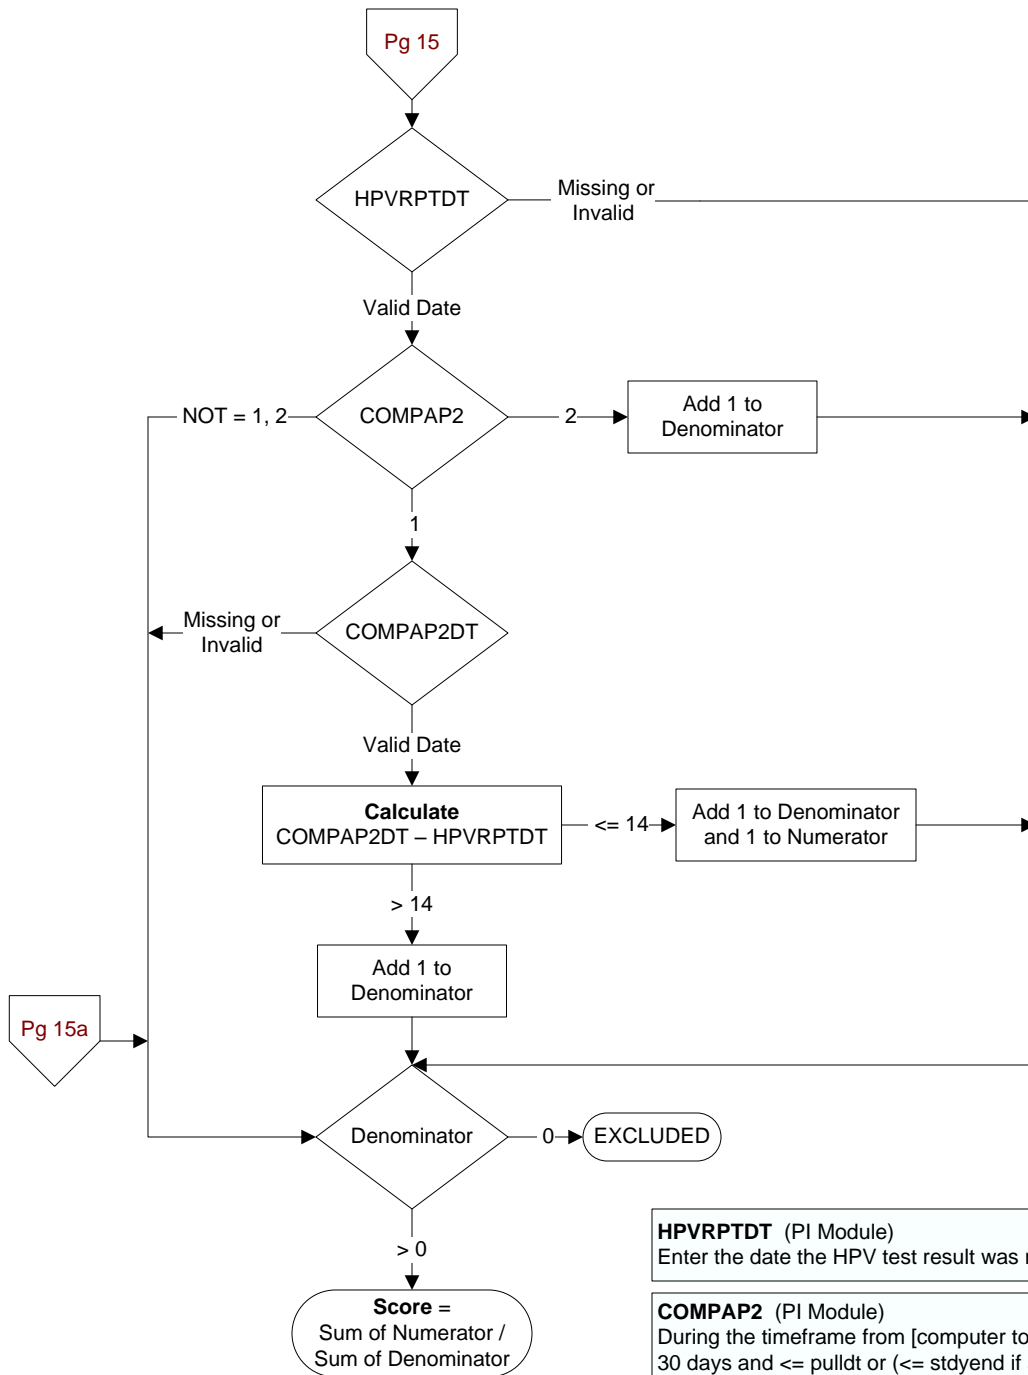 Pg 15
HPVRPTDT
Missing or
Invalid
Valid Date
NOT = 1, 2
COMPAP2
2
Add 1 to
Denominator
1
Missing or
Invalid
COMPAP2DT
Valid Date
Calculate
COMPAP2DT – HPVRPTDT
<= 14
Add 1 to Denominator
and 1 to Numerator
> 14
Add 1 to
Denominator
Pg 15a
Denominator
0
EXCLUDED
> 0
Score =
Sum of Numerator /
Sum of Denominator
HPVRPTDT (PI Module)
Enter the date the HPV test result was
COMPAP2 (PI Module)
During the timeframe from [computer to
30 days and <= pulldt or (<= stdyend if